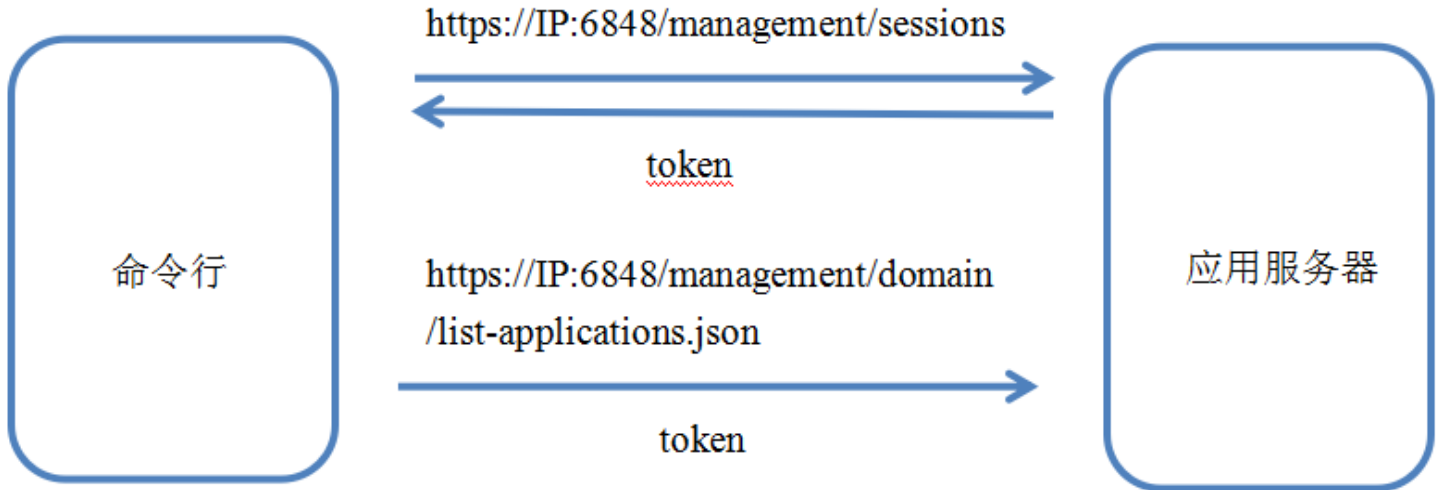 https://IP:6848/management/sessions
token
命令行
https://IP:6848/management/domain
/list-applications.json
应用服务器
token